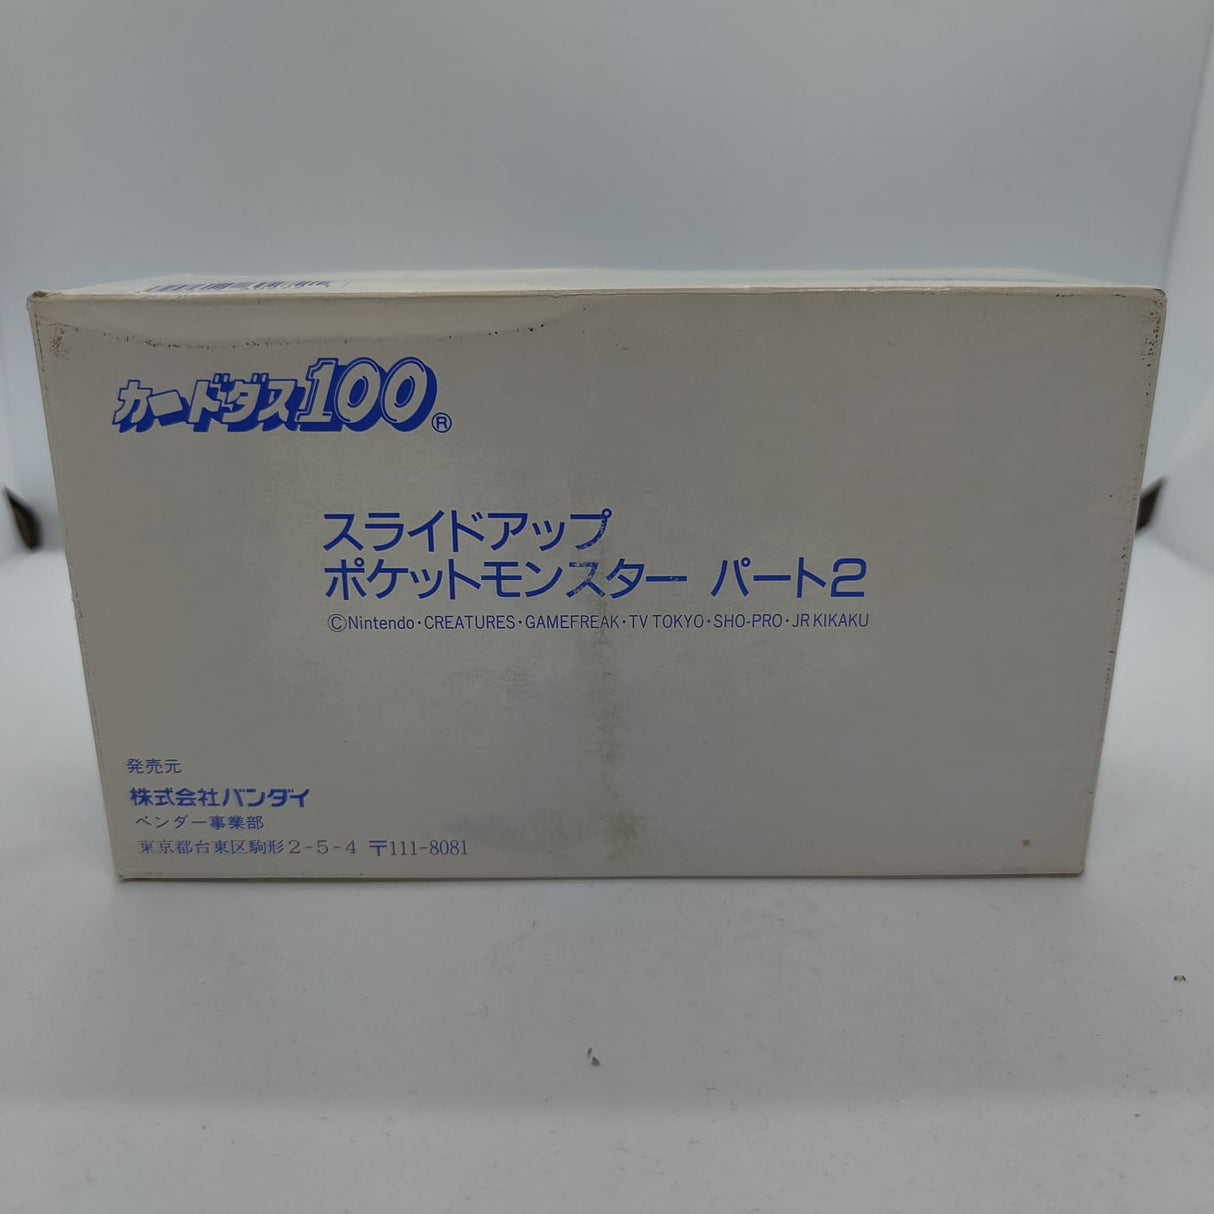 カードダス100®
スライドアップ
ポケットモンスター パート2
©Nintendo・CREATURES・GAMEFREAK・TV TOKYO・SHO-PRO・JR KIKAKU
発売元
株式会社バンダイ
ベンダー事業部
東京都台東区駒形2-5-4 〒111-8081